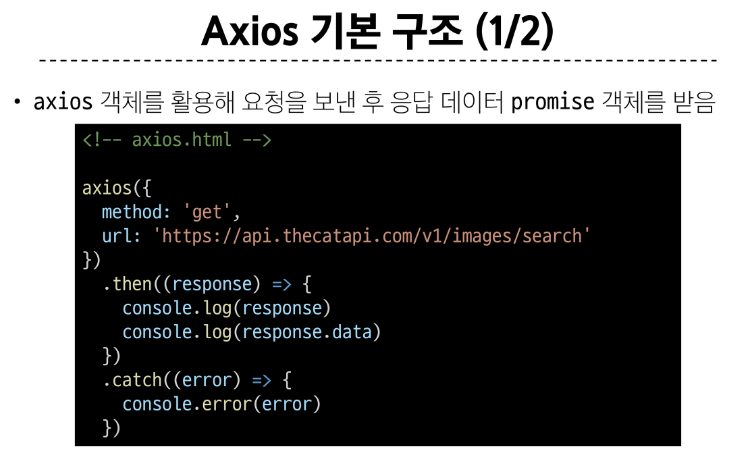 Axios 기본 구조 (1/2)
• axios 객체를 활용해 요청을 보낸 후 응답 데이터 promise 객체를 받음
<!-- axios.html -->
axios({
  method: 'get',
  url: 'https://api.thecatapi.com/v1/images/search'
})
  .then((response) => {
    console.log(response)
    console.log(response.data)
  })
  .catch((error) => {
    console.error(error)
  })